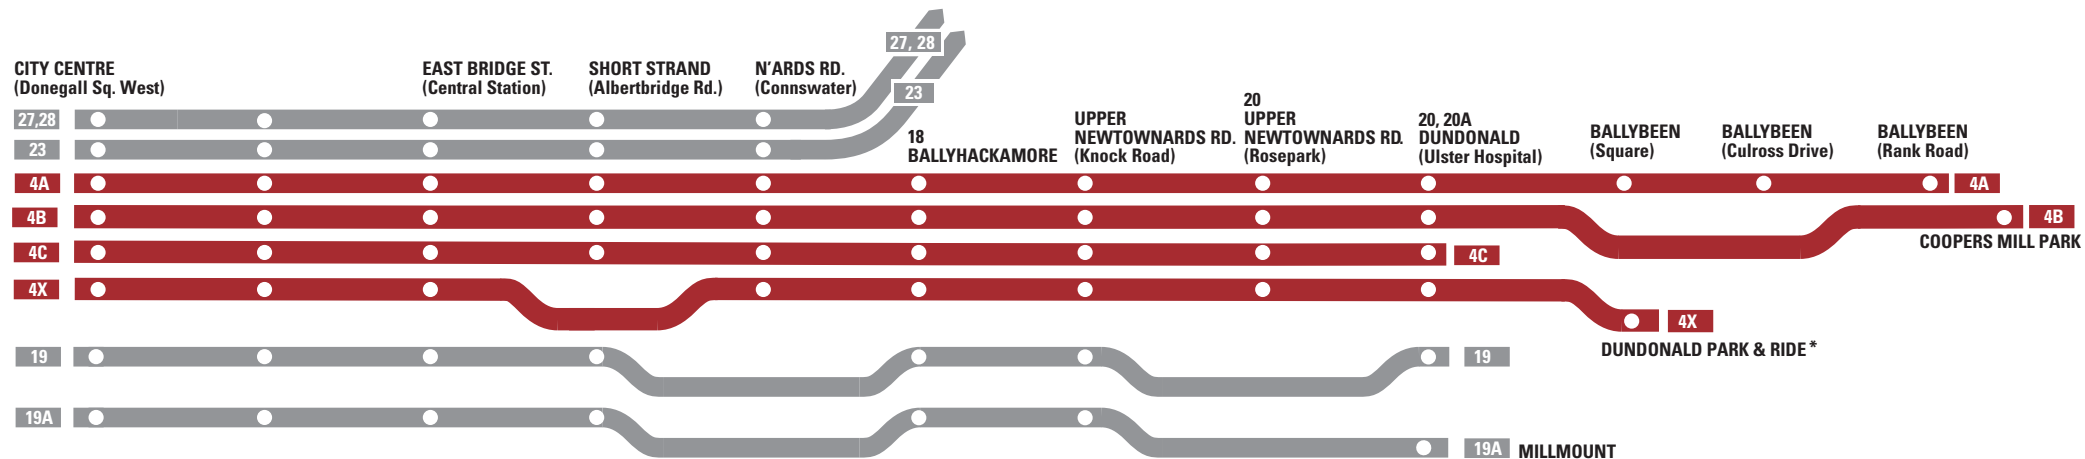 CITY CENTRE
(Donegall Sq. West)
EAST BRIDGE ST.
(Central Station)
SHORT STRAND
(Albertbridge Rd.)
N'ARDS RD.
(Connswater)
27, 28
23
18
BALLYHACKAMORE
UPPER
NEWTOWNARDS RD.
(Knock Road)
20
UPPER
NEWTOWNARDS RD.
(Rosepark)
20, 20A
DUNDONALD
(Ulster Hospital)
BALLYBEEN
(Square)
BALLYBEEN
(Culross Drive)
BALLYBEEN
(Rank Road)
27,28
23
4A
4A
4B
4B
COOPERS MILL PARK
4C
4C
4X
4X
DUNDONALD PARK & RIDE *
19
19
19A
19A MILLMOUNT